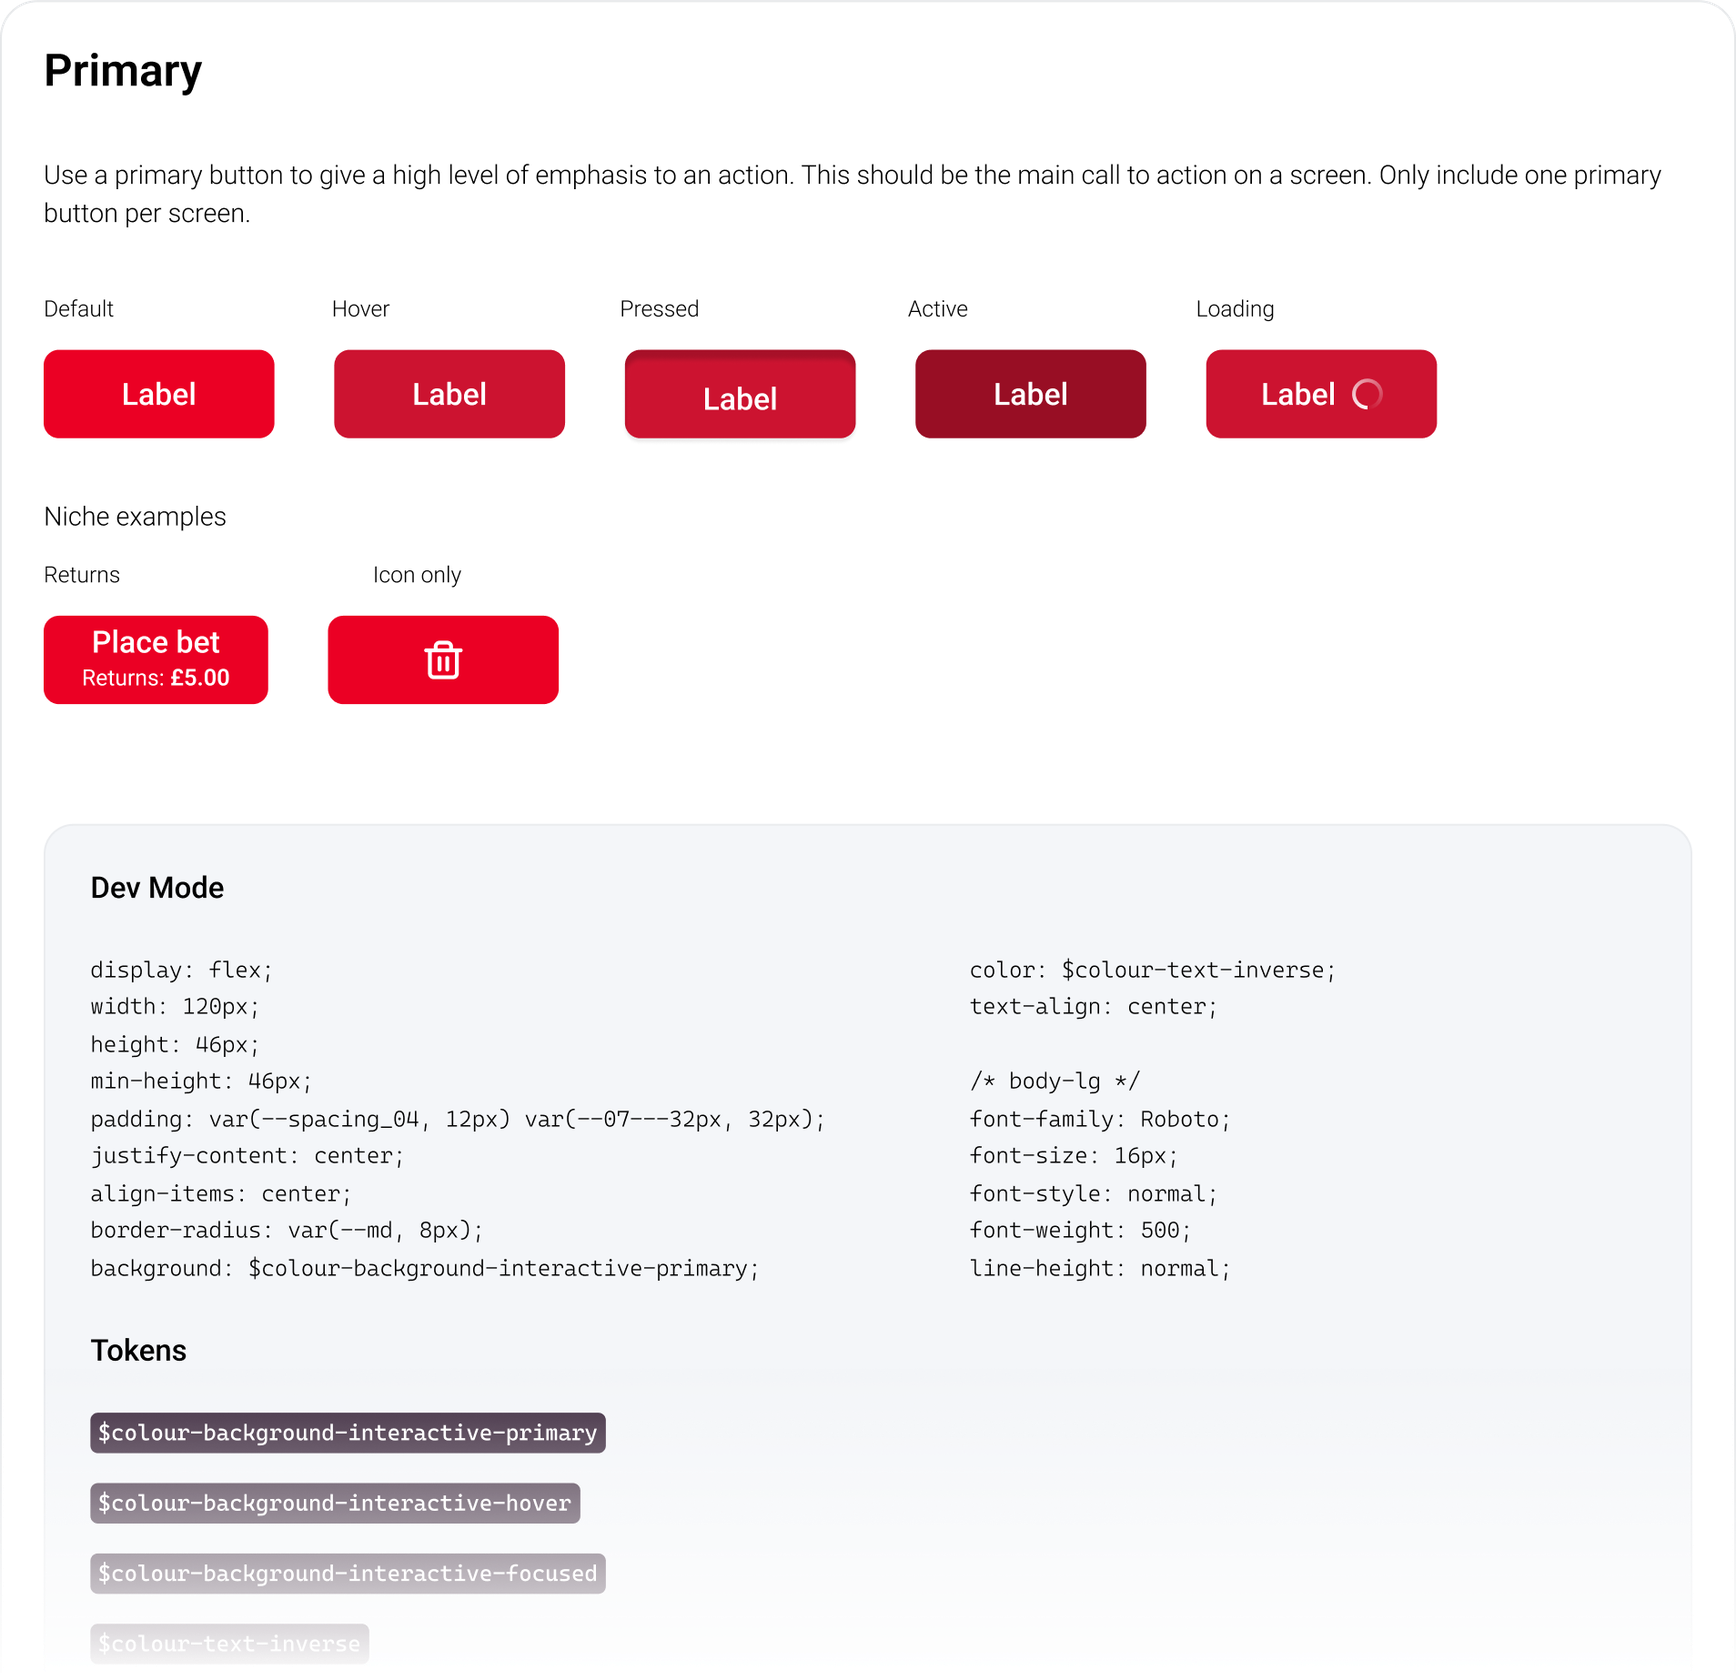 Primary
Use a primary button to give a high level of emphasis to an action. This should be the main call to action on a screen. Only include one primary
button per screen.
Default Hover Pressed Active Loading
Label Label Label Label Label
Niche examples
Returns Icon only
Place bet
Returns: £5.00
Dev Mode
display: flex;
width: 120px;
height: 46px;
min-height: 46px;
padding: var(--spacing_04, 12px) var(--07---32px, 32px);
justify-content: center;
align-items: center;
border-radius: var(--md, 8px);
background: $colour-background-interactive-primary;
color: $colour-text-inverse;
text-align: center;
/* body-lg */
font-family: Roboto;
font-size: 16px;
font-style: normal;
font-weight: 500;
line-height: normal;
Tokens
$colour-background-interactive-primary
$colour-background-interactive-hover
$colour-background-interactive-focused
$colour-text-inverse